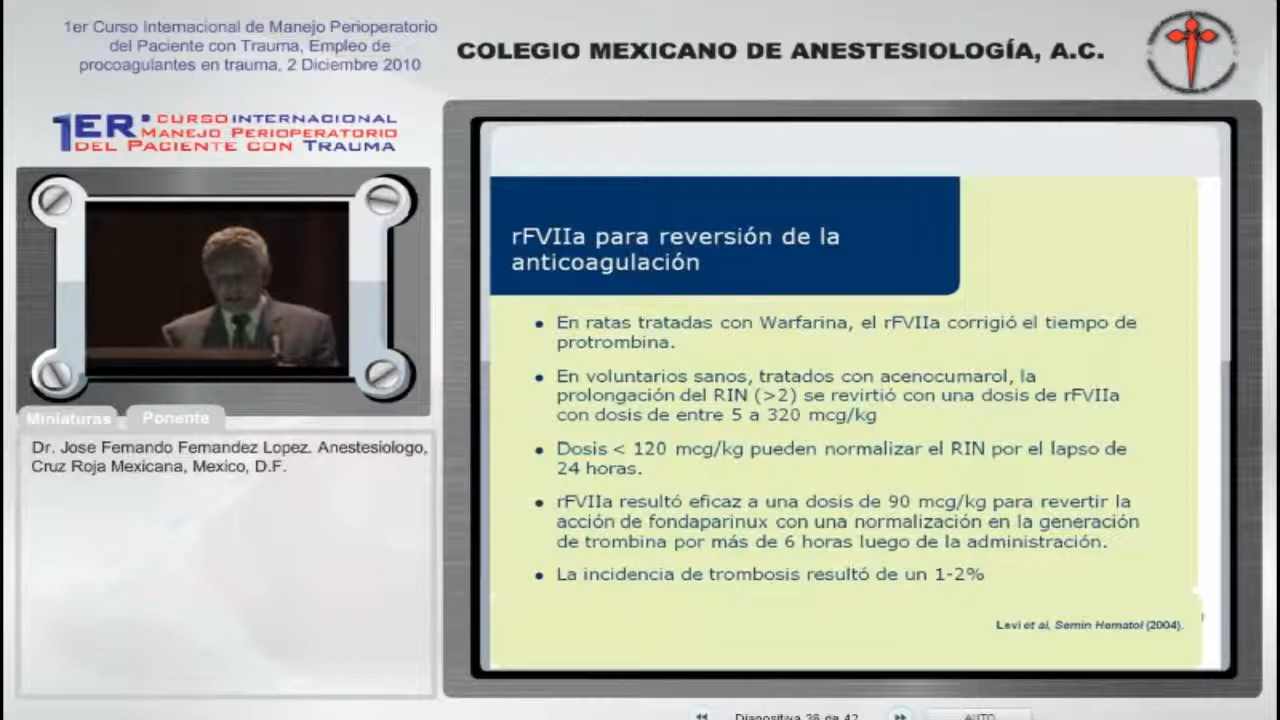 1er Curso Internacional de Manejo Perioperatorio
del Paciente con Trauma, Empleo de
procoagulantes en trauma, 2 Diciembre 2010
COLEGIO MEXICANO DE ANESTESIOLOGÍA, A.C.
1ER. CURSO INTERNACIONAL
MANEJO PERIOPERATORIO
DEL PACIENTE CON TRAUMA
Miniaturas Ponente
Dr. Jose Fernando Fernandez Lopez. Anestesiologo,
Cruz Roja Mexicana, Mexico, D.F.
rFVIIa para reversión de la
anticoagulación
• En ratas tratadas con Warfarina, el rFVIIa corrigió el tiempo de
protrombina.
• En voluntarios sanos, tratados con acenocumarol, la
prolongación del RIN (>2) se revirtió con una dosis de rFVIIa
con dosis de entre 5 a 320 mcg/kg
• Dosis < 120 mcg/kg pueden normalizar el RIN por el lapso de
24 horas.
• rFVIIa resultó eficaz a una dosis de 90 mcg/kg para revertir la
acción de fondaparinux con una normalización en la generación
de trombina por más de 6 horas luego de la administración.
• La incidencia de trombosis resultó de un 1-2%
Levi et al, Semin Hematol (2004).
Diapositiva 36 de 42 AUTO